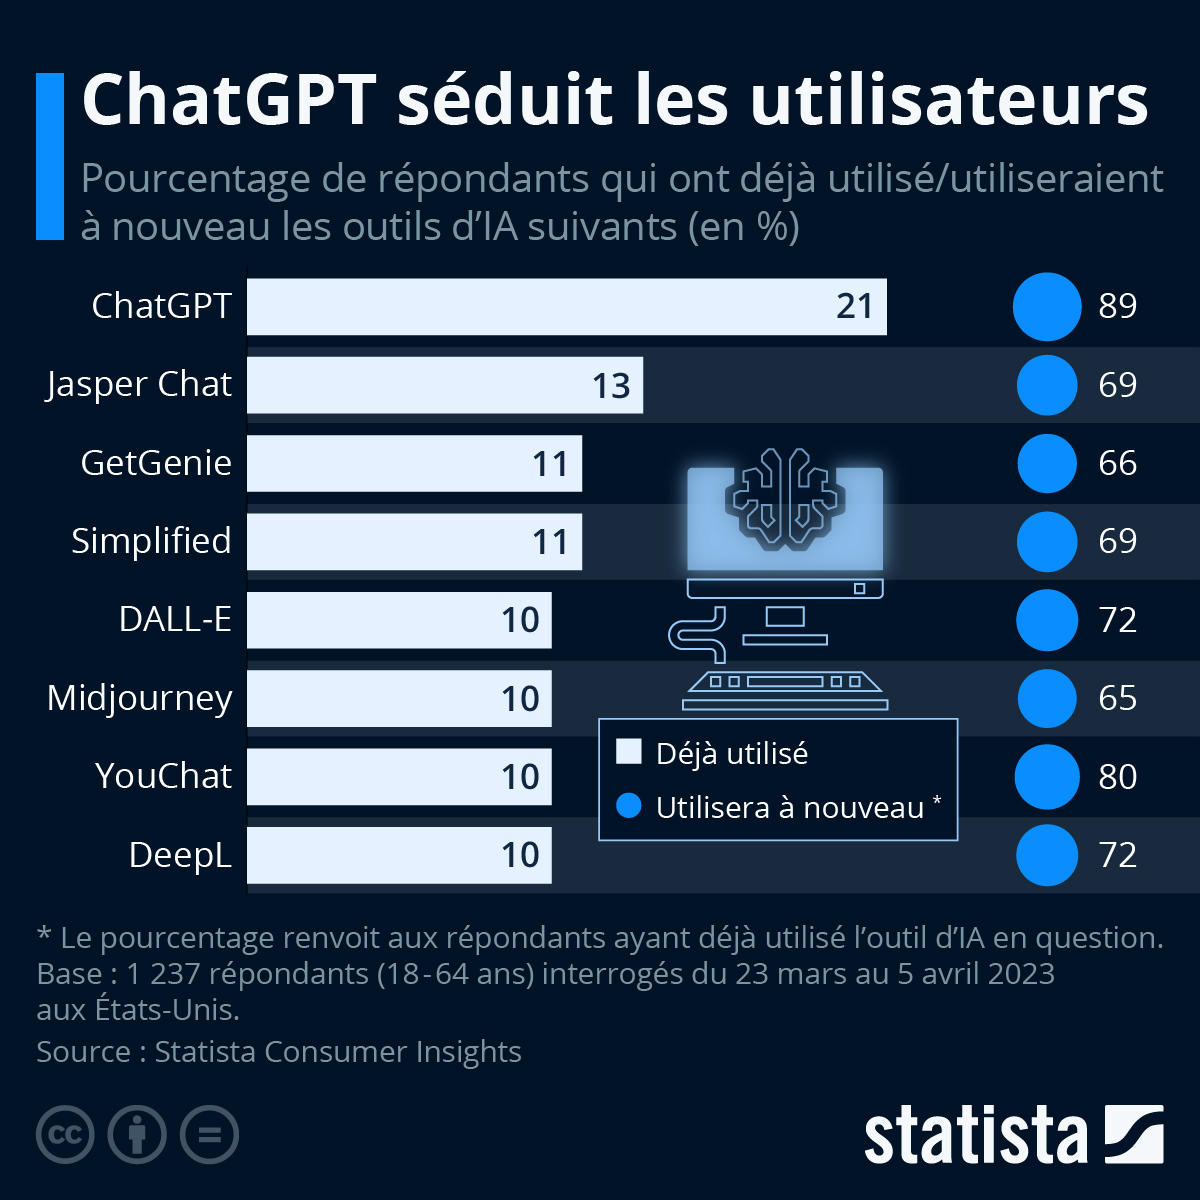 ChatGPT séduit les utilisateurs
Pourcentage de répondants qui ont déjà utilisé/utiliseraient
à nouveau les outils d’IA suivants (en %)
ChatGPT 21 89
Jasper Chat 13 69
GetGenie 11 66
Simplified 11 69
DALL-E 10 72
Midjourney 10 65
YouChat 10 80
DeepL 10 72
Déjà utilisé
Utilisera à nouveau *
* Le pourcentage renvoit aux répondants ayant déjà utilisé l’outil d’IA en question.
Base : 1 237 répondants (18-64 ans) interrogés du 23 mars au 5 avril 2023
aux États-Unis.
Source : Statista Consumer Insights
cc
statista